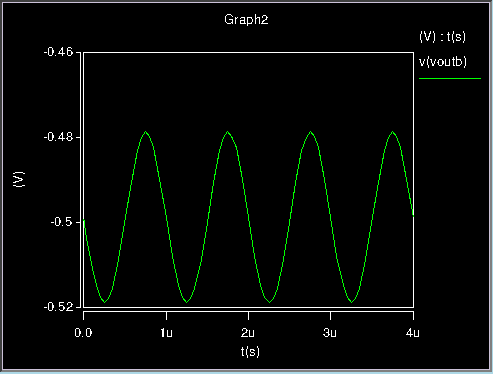 Graph2
(V) : t(s)
v(voutb)
-0.46
-0.48
-0.5
-0.52
(V)
0.0 1u 2u 3u 4u
t(s)